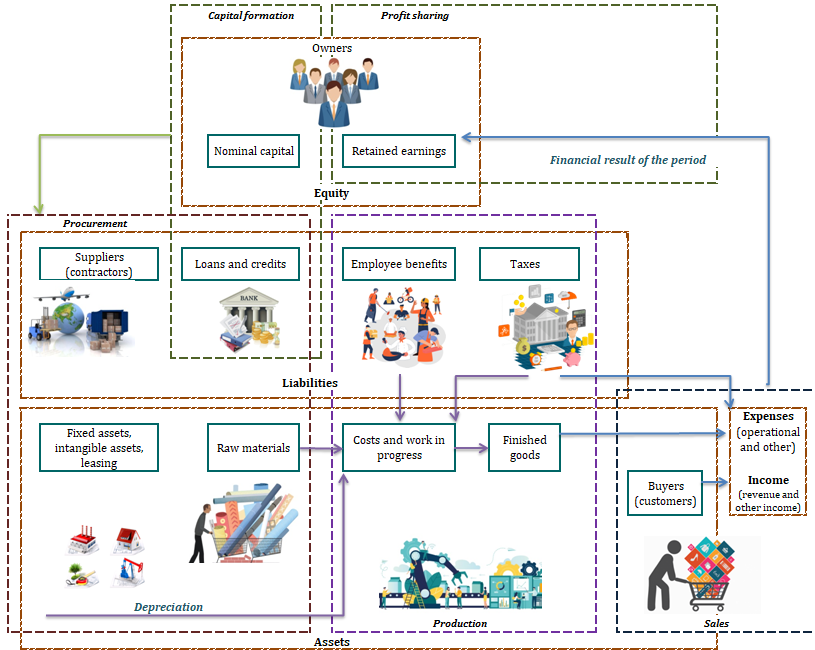 Capital formation
Profit sharing
Owners
Nominal capital
Retained earnings
Financial result of the period
Equity
Procurement
Suppliers
(contractors)
Loans and credits
Employee benefits
Taxes
BANK
Liabilities
Fixed assets,
intangible assets,
leasing
Raw materials
Costs and work in
progress
Finished
goods
Expenses
(operational
and other)
Buyers
(customers)
Income
(revenue and
other income)
Depreciation
Production
Sales
Assets